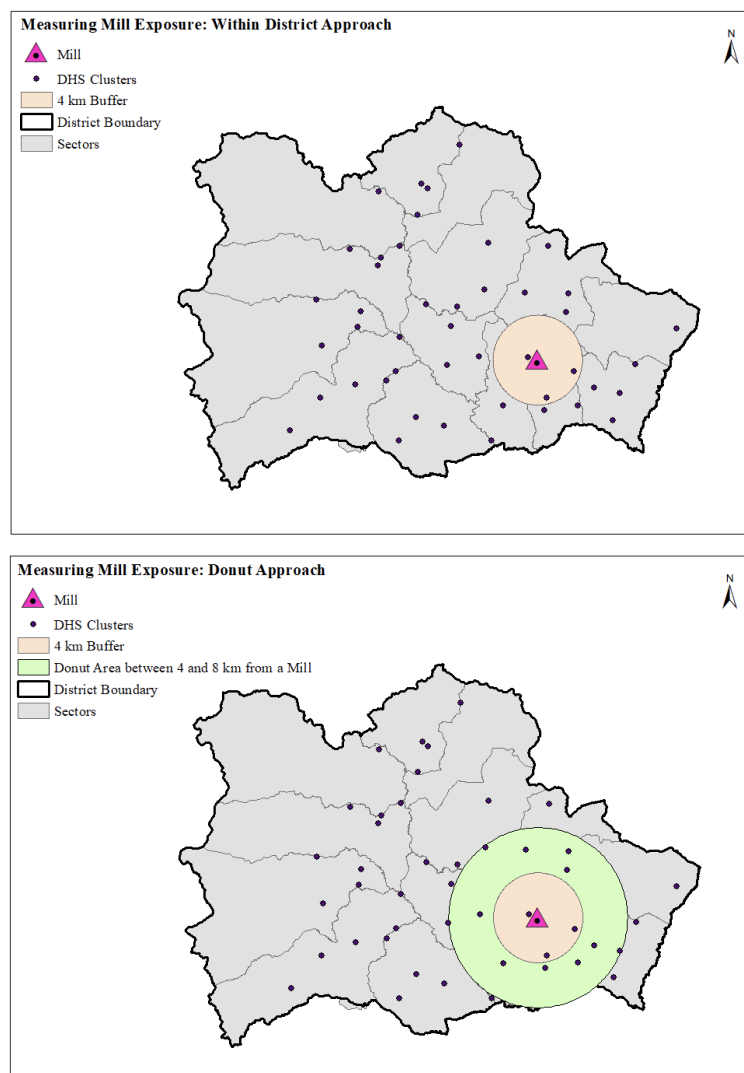 Measuring Mill Exposure: Within District Approach
N
Mill
DHS Clusters
4 km Buffer
District Boundary
Sectors
Measuring Mill Exposure: Donut Approach
N
Mill
DHS Clusters
4 km Buffer
Donut Area between 4 and 8 km from a Mill
District Boundary
Sectors